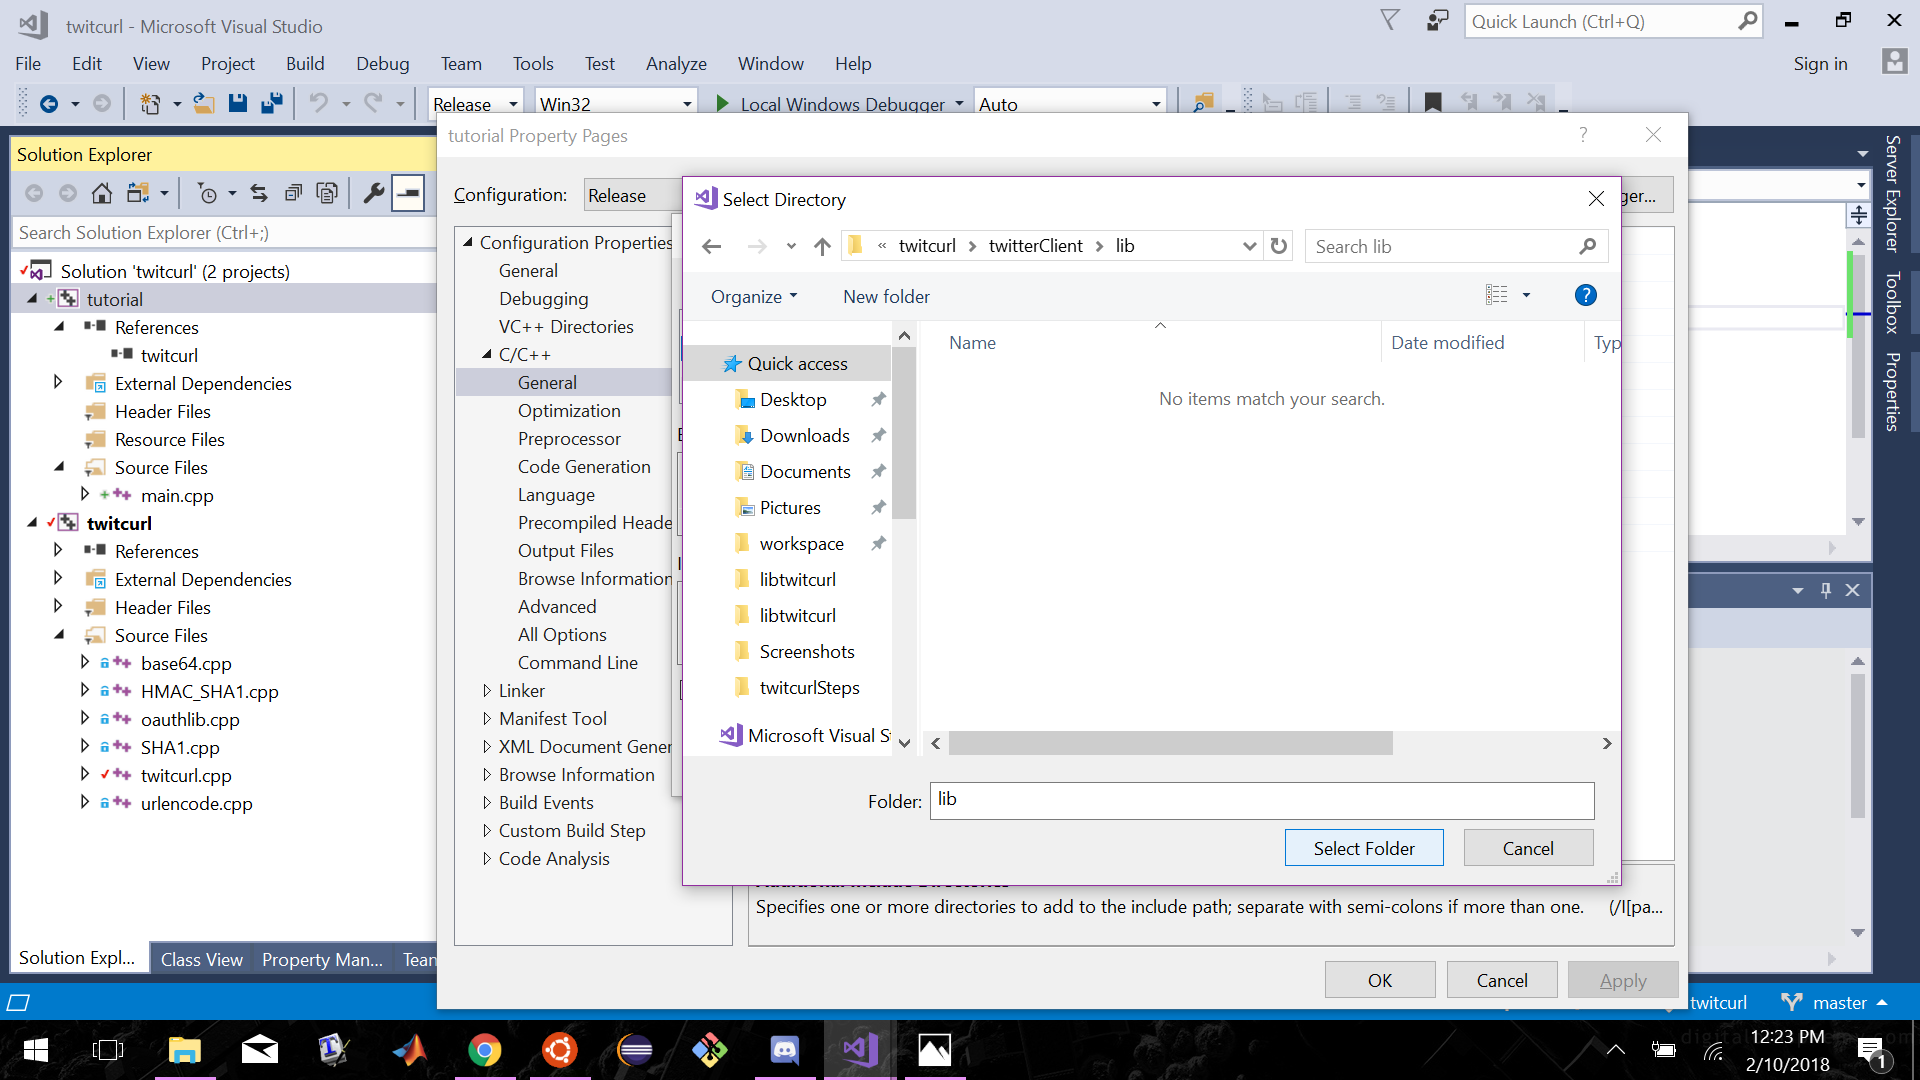 twitcurl - Microsoft Visual Studio
Quick Launch (Ctrl+Q)
File Edit View Project Build Debug Team Tools Test Analyze Window Help
Sign in
Release Win32 Local Windows Debugger Auto
Solution Explorer
Search Solution Explorer (Ctrl+;)
Solution 'twitcurl' (2 projects)
tutorial
References
twitcurl
External Dependencies
Header Files
Resource Files
Source Files
main.cpp
twitcurl
References
External Dependencies
Header Files
Source Files
base64.cpp
HMAC_SHA1.cpp
oauthlib.cpp
SHA1.cpp
twitcurl.cpp
urlencode.cpp
Solution Expl... Class View Property Man... Team
tutorial Property Pages
?
Configuration: Release
ger...
Configuration Properties
General
Debugging
VC++ Directories
C/C++
General
Optimization
Preprocessor
Code Generation
Language
Precompiled Heade
Output Files
Browse Information
Advanced
All Options
Command Line
Linker
Manifest Tool
XML Document Gener
Browse Information
Build Events
Custom Build Step
Code Analysis
Select Directory
« twitcurl > twitterClient > lib
Search lib
Organize New folder
?
Name Date modified Typ
No items match your search.
Quick access
Desktop
Downloads
Documents
Pictures
workspace
libtwitcurl
libtwitcurl
Screenshots
twitcurlSteps
Microsoft Visual St
Folder: lib
Select Folder Cancel
Specifies one or more directories to add to the include path; separate with semi-colons if more than one. (/I[pa...
OK Cancel Apply
Server Explorer
Toolbox
Properties
twitcurl master
12:23 PM
2/10/2018
1